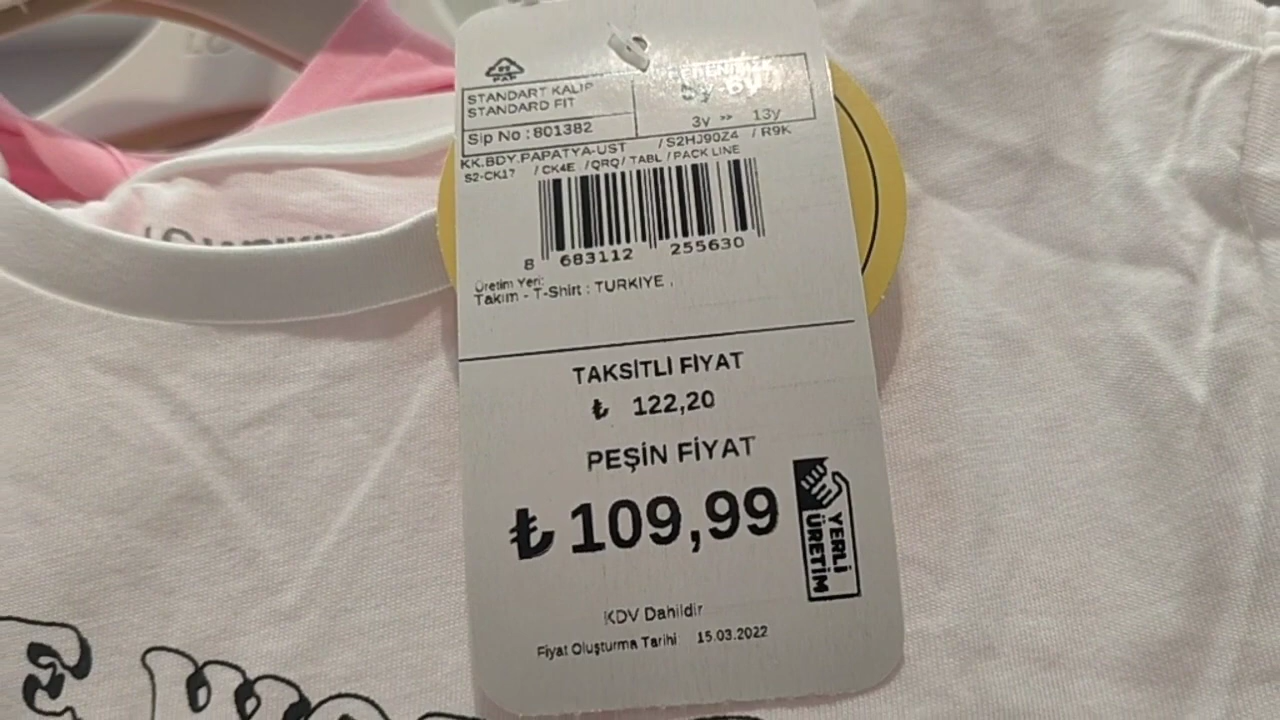 PAP
STANDART KALIP
STANDARD FIT
3y » 13y
Sip No : 801382
KK.BDY.PAPATYA-UST /S2HJ90Z4 / R9K
S2-CK17 / CK4E /QRQ/ TABL / PACK LINE
8 683112 255630
Üretim Yeri:
Takım - T-Shirt : TURKIYE .
TAKSİTLİ FİYAT
₺ 122,20
PEŞİN FİYAT
₺ 109,99
YERLİ
ÜRETİM
KDV Dahildir
Fiyat Oluşturma Tarihi 15.03.2022